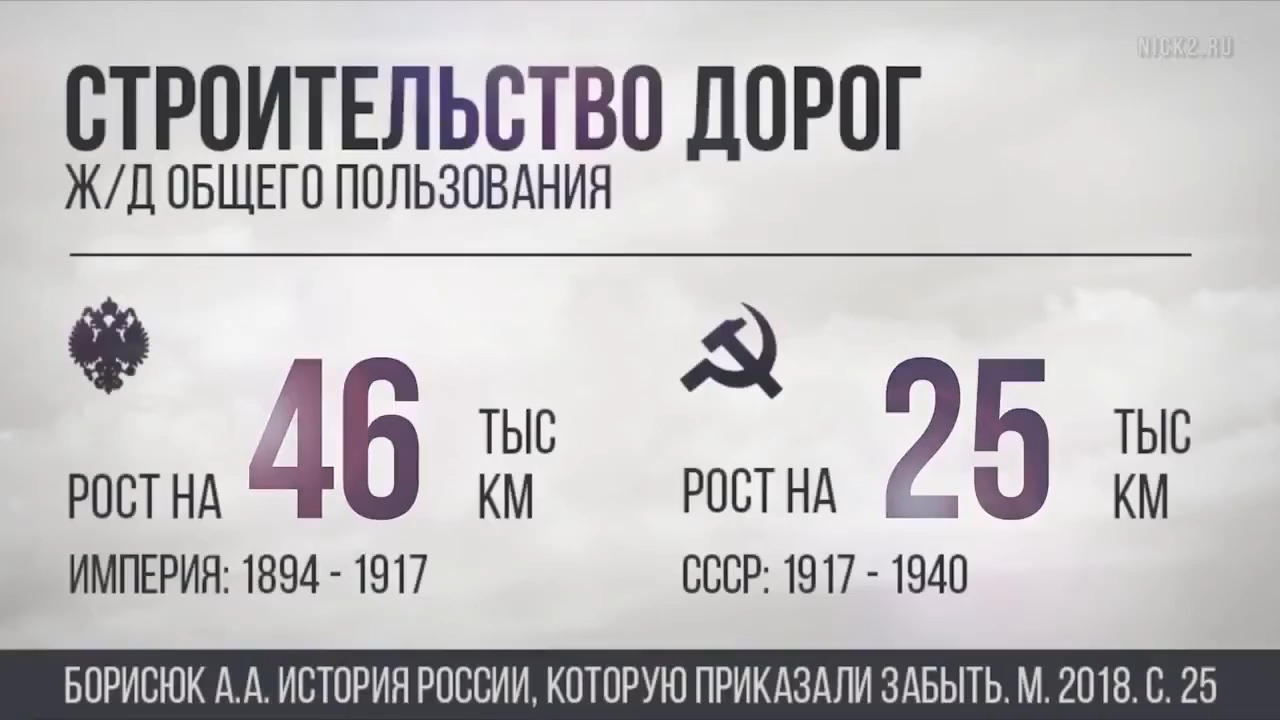 NICK2.RU
СТРОИТЕЛЬСТВО ДОРОГ
Ж/Д ОБЩЕГО ПОЛЬЗОВАНИЯ
РОСТ НА 46 ТЫС КМ
ИМПЕРИЯ: 1894 - 1917
РОСТ НА 25 ТЫС КМ
СССР: 1917 - 1940
БОРИСЮК А.А. ИСТОРИЯ РОССИИ, КОТОРУЮ ПРИКАЗАЛИ ЗАБЫТЬ. М. 2018. С. 25